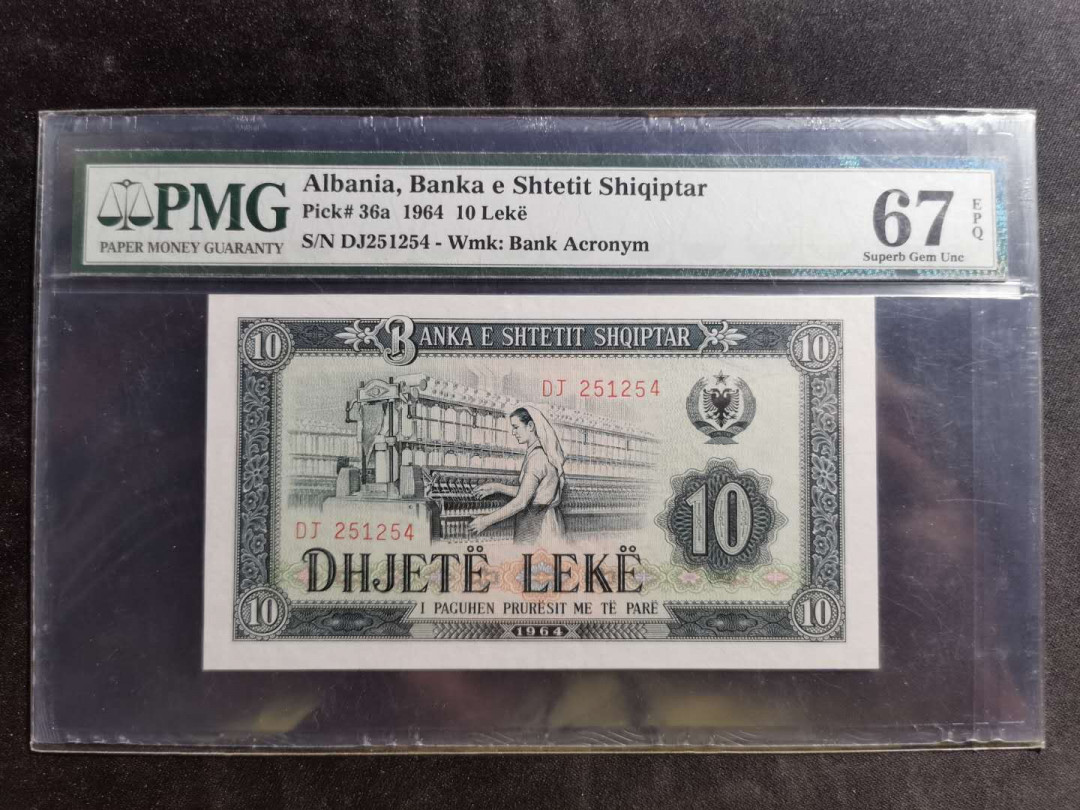 PMG
PAPER MONEY GUARANTY
Albania, Banka e Shtetit Shiqiptar
Pick# 36a 1964 10 Lekë
S/N DJ251254 - Wmk: Bank Acronym
67
EPQ
Superb Gem Unc
10
BANKA E SHTETIT SHQIPTAR
10
DJ 251254
10
DJ 251254
DHJETË LEKË
10
I PAGUHEN PRURËSIT ME TË PARË
10
1964